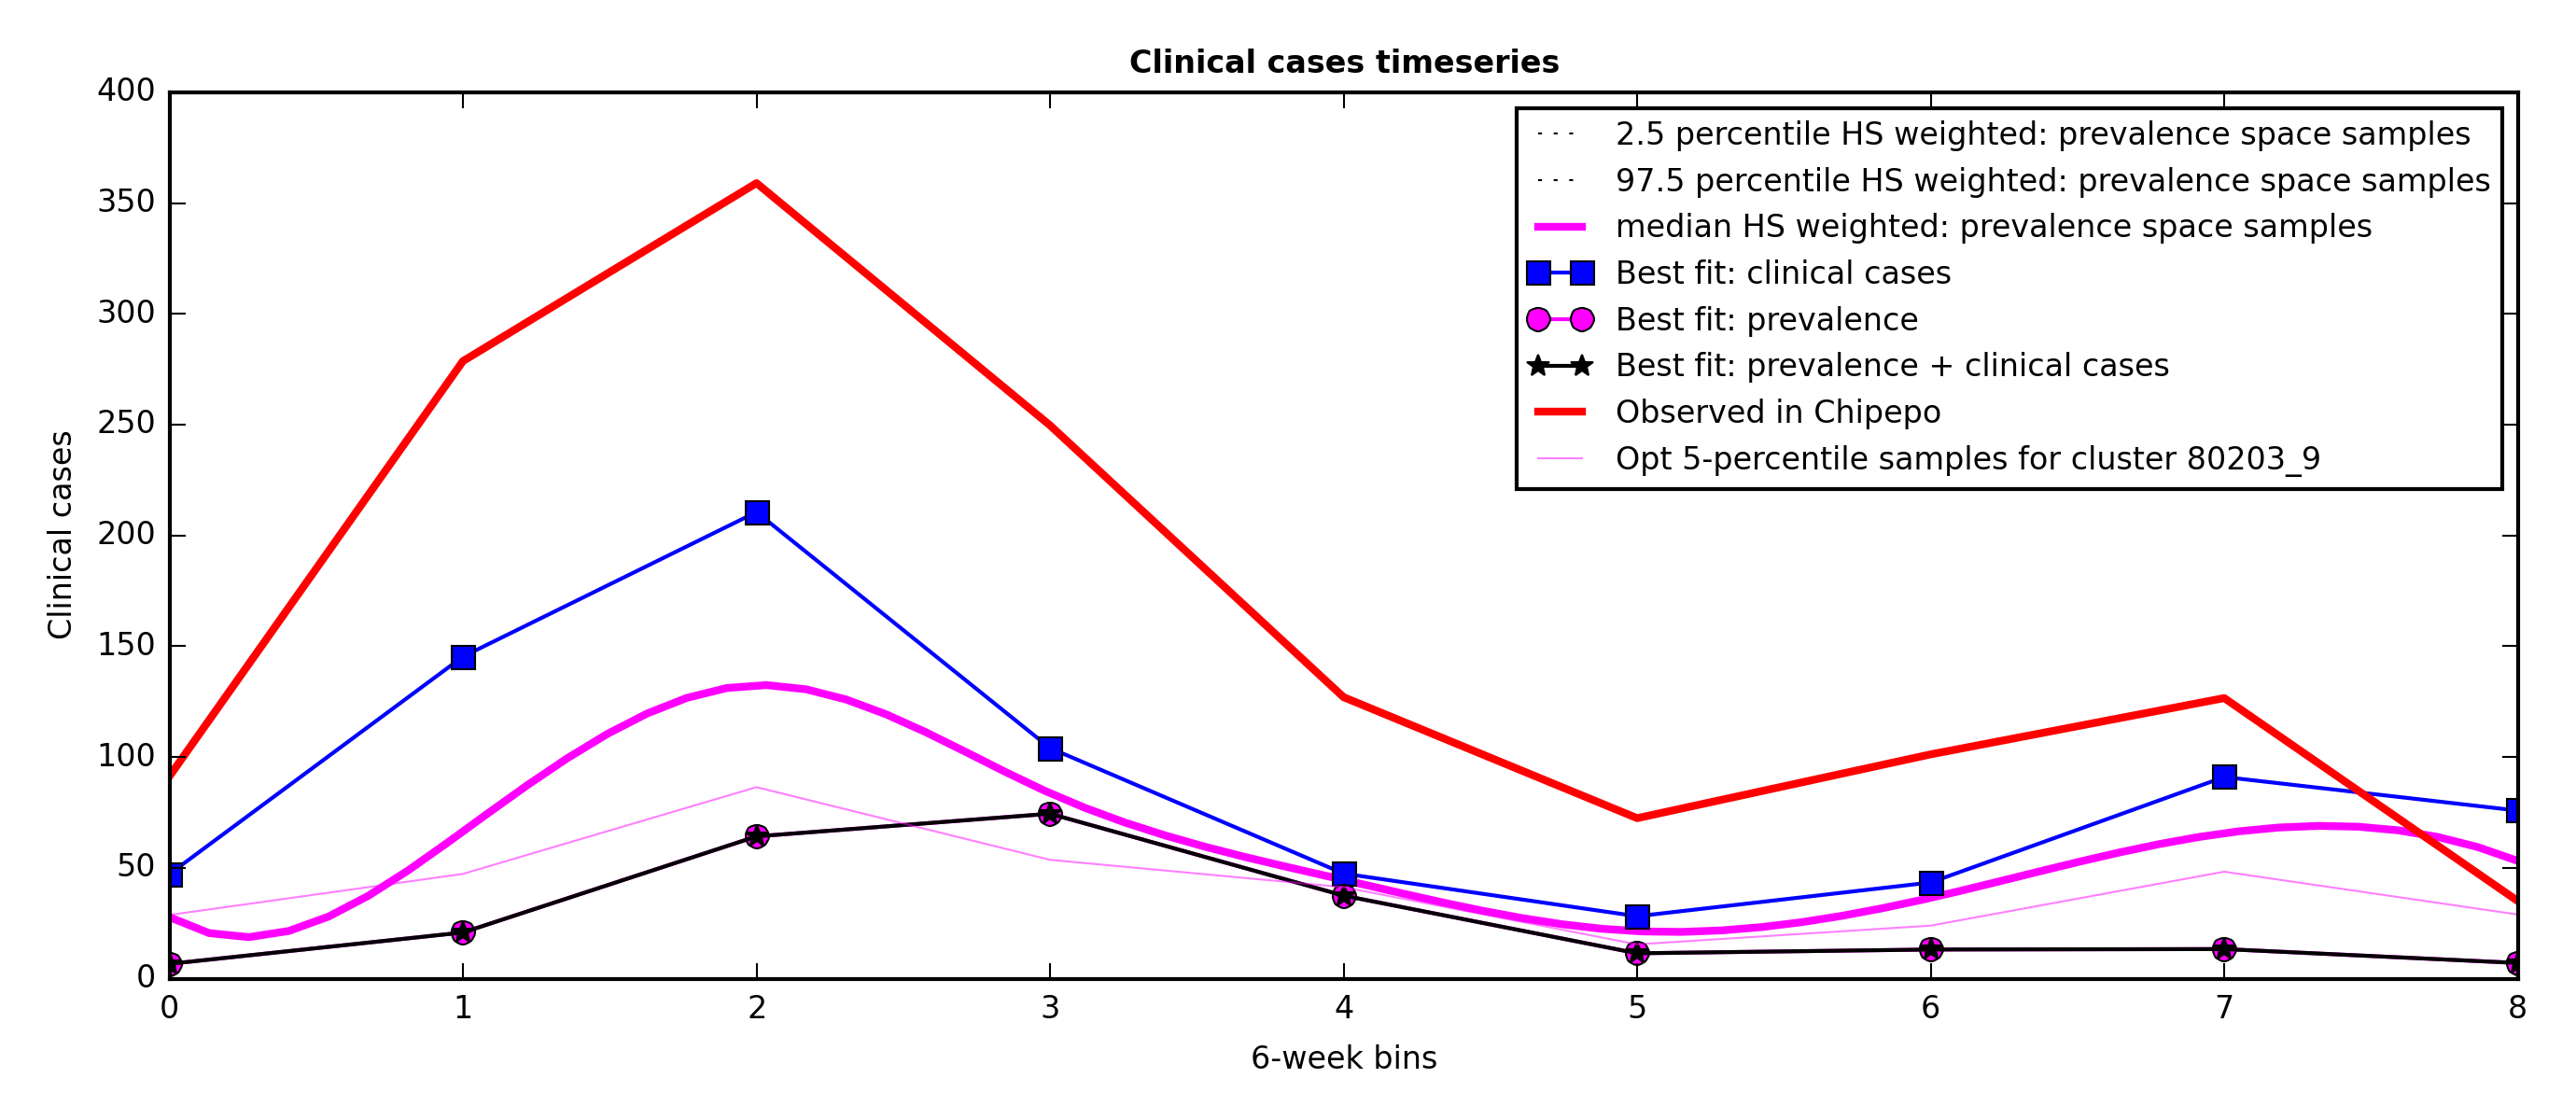 Clinical cases timeseries
400
350
300
250
200
150
100
50
0
Clinical cases
2.5 percentile HS weighted: prevalence space samples
97.5 percentile HS weighted: prevalence space samples
median HS weighted: prevalence space samples
Best fit: clinical cases
Best fit: prevalence
Best fit: prevalence + clinical cases
Observed in Chipepo
Opt 5-percentile samples for cluster 80203_9
0 1 2 3 4 5 6 7 8
6-week bins